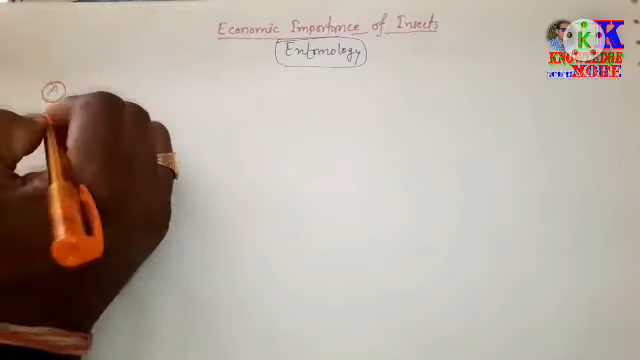 Economic Importance of Insects
Entomology
A
K K
KNOWLEDGE
MORE